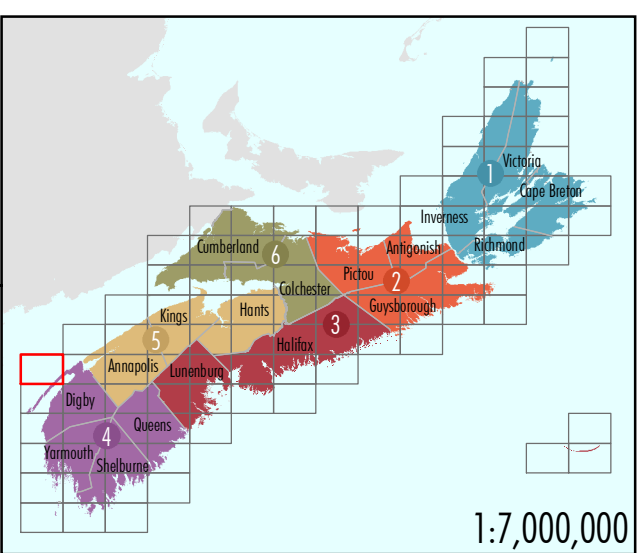 Victoria
1
Cape Breton
Inverness
Cumberland
Antigonish
Richmond
6
Pictou
2
Colchester
Guysborough
Kings
Hants
3
5
Halifax
Annapolis
Lunenburg
Digby
Queens
4
Yarmouth
Shelburne
1:7,000,000